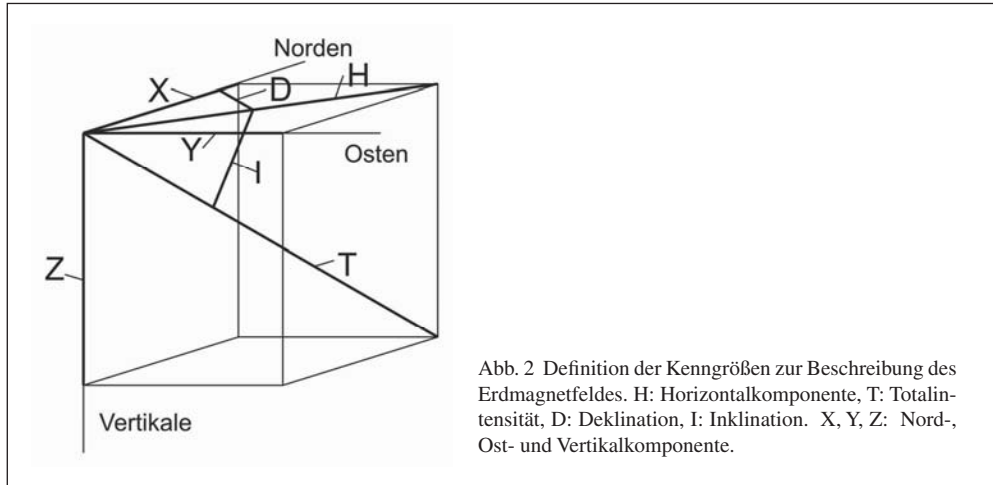 Norden
X
D
H
Y
Osten
I
Z
T
Vertikale
Abb. 2 Definition der Kenngrößen zur Beschreibung des
Erdmagnetfeldes. H: Horizontalkomponente, T: Totalin-
tensität, D: Deklination, I: Inklination. X, Y, Z: Nord-,
Ost- und Vertikalkomponente.